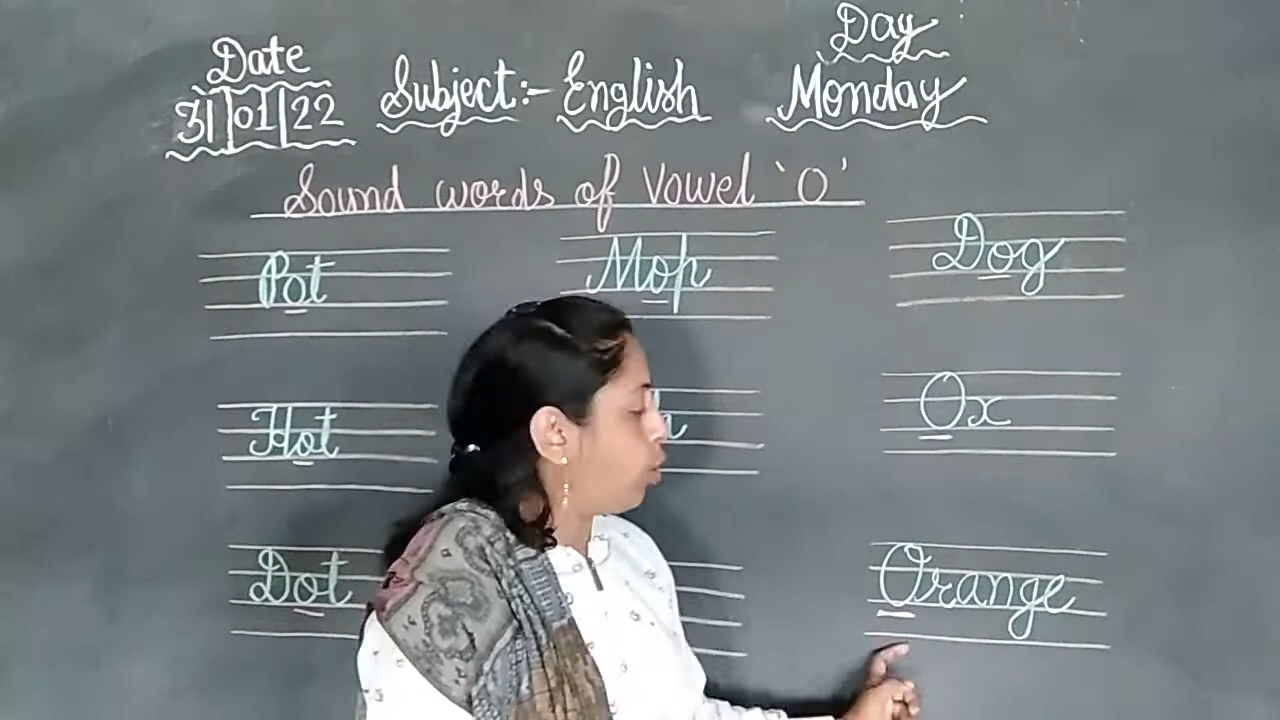 Date
31|01|22
Subject:- English
Day
Monday
Sound words of Vowel 'O'
Pot
Mop
Dog
Hot
Ox
Dot
Orange